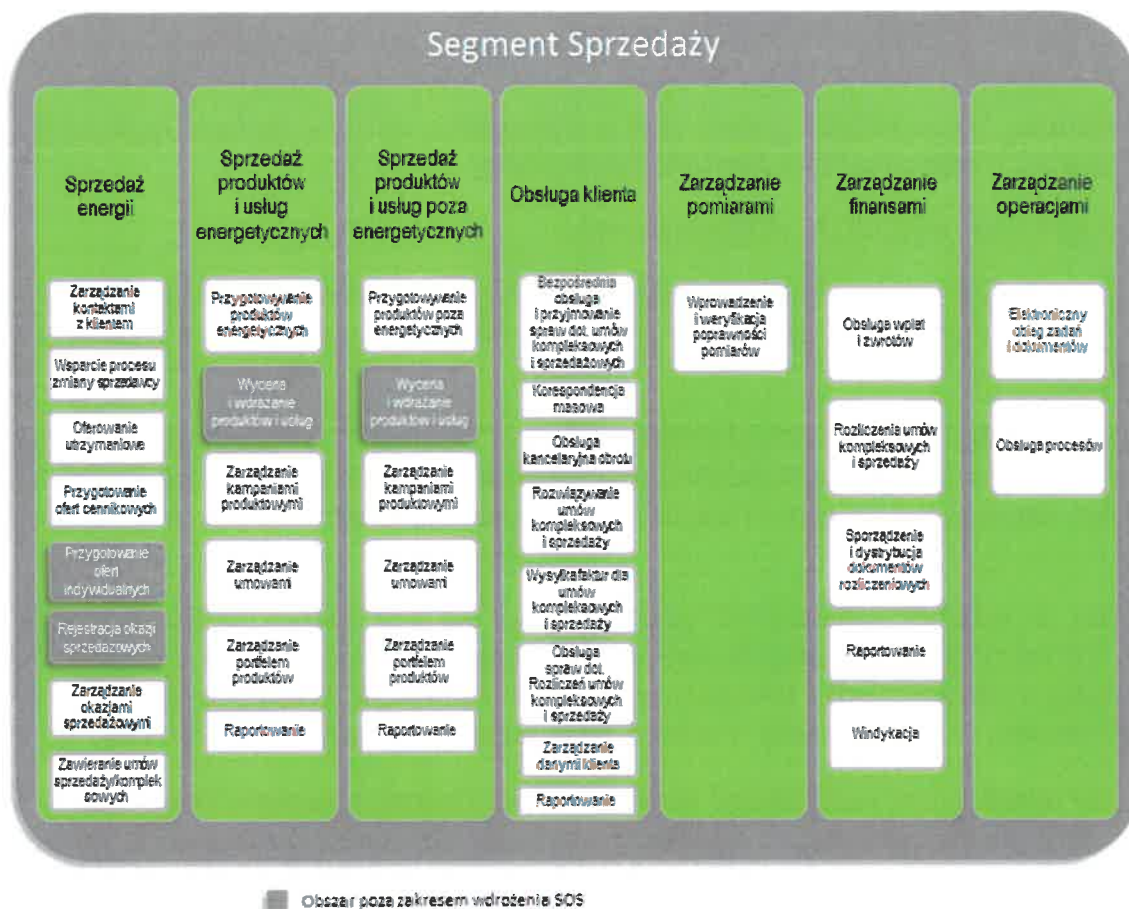 Segment Sprzedaży
Sprzedaż
energii
Zarządzanie
kontaktami
z klientem
Wsparcie procesu
zmiany sprzedawcy
Oferowanie
utrzymaniowe
Przygotowanie
ofert cennikowych
Przygotowanie
ofert
indywidualnych
Rejestracja okazji
sprzedażowych
Zarządzanie
okazjami
sprzedażowymi
Zawieranie umów
sprzedaży/komplek
sowych
Sprzedaż
produktów
i usług
energetycznych
Przygotowywanie
produktów
energetycznych
Wycena
i wdrażanie
produktów i usług
Zarządzanie
kampaniami
produktowymi
Zarządzanie
umowami
Zarządzanie
portfelem
produktów
Raportowanie
Sprzedaż
produktów
i usług poza
energetycznych
Przygotowywanie
produktów poza
energetycznych
Wycena
i wdrażanie
produktów i usług
Zarządzanie
kampaniami
produktowymi
Zarządzanie
umowami
Zarządzanie
portfelem
produktów
Raportowanie
Obsługa klienta
Bezpośrednia
obsługa
i przyjmowanie
spraw dot. umów
kompleksowych
i sprzedażowych
Korespondencja
masowa
Obsługa
kancelaryjna obrotu
Rozwiązywanie
umów
kompleksowych
i sprzedaży
Wysyłka faktur dla
umów
kompleksowych
i sprzedaży
Obsługa
spraw dot.
Rozliczeń umów
kompleksowych
i sprzedaży
Zarządzanie
danymi klienta
Raportowanie
Zarządzanie
pomiarami
Wprowadzenie
i weryfikacja
poprawności
pomiarów
Zarządzanie
finansami
Obsługa wpłat
i zwrotów
Rozliczenia umów
kompleksowych
i sprzedaży
Sporządzenie
i dystrybucja
dokumentów
rozliczeniowych
Raportowanie
Windykacja
Zarządzanie
operacjami
Elektroniczny
obieg zadań
i dokumentów
Obsługa procesów
Obszar poza zakresem wdrożenia SOS